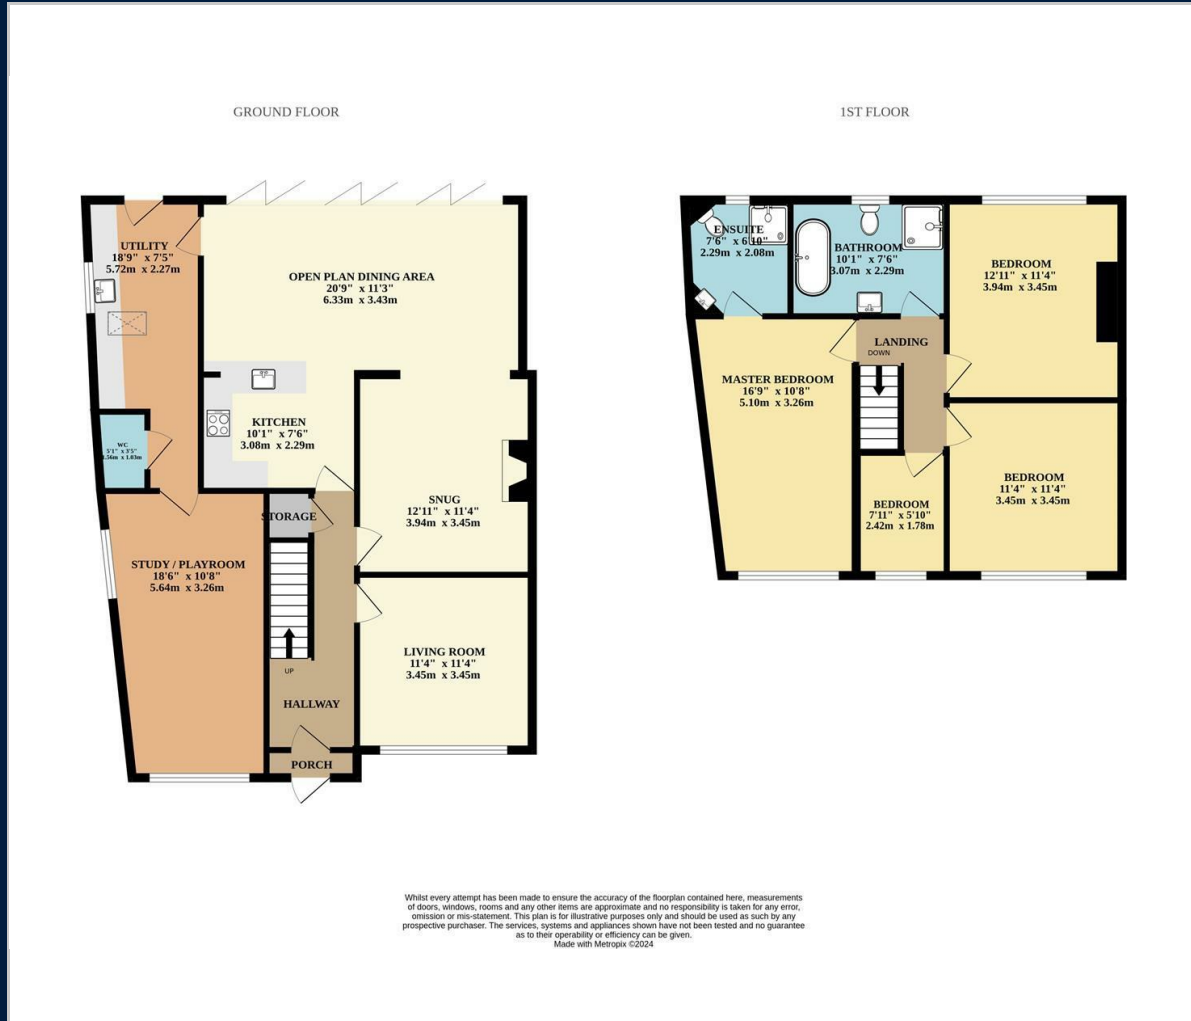 GROUND FLOOR
1ST FLOOR
UTILITY
18'9" x 7'5"
5.72m x 2.27m
OPEN PLAN DINING AREA
20'9" x 11'3"
6.33m x 3.43m
KITCHEN
10'1" x 7'6"
3.08m x 2.29m
WC
5'1" x 3'5"
1.56m x 1.03m
STORAGE
SNUG
12'11" x 11'4"
3.94m x 3.45m
STUDY / PLAYROOM
18'6" x 10'8"
5.64m x 3.26m
UP
HALLWAY
LIVING ROOM
11'4" x 11'4"
3.45m x 3.45m
PORCH
ENSUITE
7'6" x 6'10"
2.29m x 2.08m
BATHROOM
10'1" x 7'6"
3.07m x 2.29m
BEDROOM
12'11" x 11'4"
3.94m x 3.45m
LANDING
DOWN
MASTER BEDROOM
16'9" x 10'8"
5.10m x 3.26m
BEDROOM
7'11" x 5'10"
2.42m x 1.78m
BEDROOM
11'4" x 11'4"
3.45m x 3.45m
Whilst every attempt has been made to ensure the accuracy of the floorplan contained here, measurements
of doors, windows, rooms and any other items are approximate and no responsibility is taken for any error,
omission or mis-statement. This plan is for illustrative purposes only and should be used as such by any
prospective purchaser. The services, systems and appliances shown have not been tested and no guarantee
as to their operability or efficiency can be given.
Made with Metropix ©2024